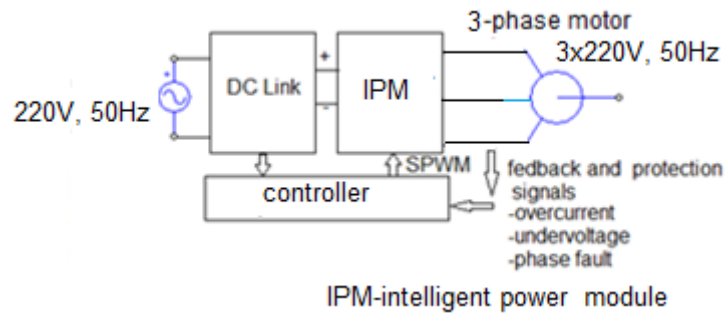 3-phase motor
3x220V, 50Hz
+
DC Link
IPM
+
220V, 50Hz
-
SPWM
controller
fedback and protection
signals
-overcurrent
-undervoltage
-phase fault
IPM-intelligent power module